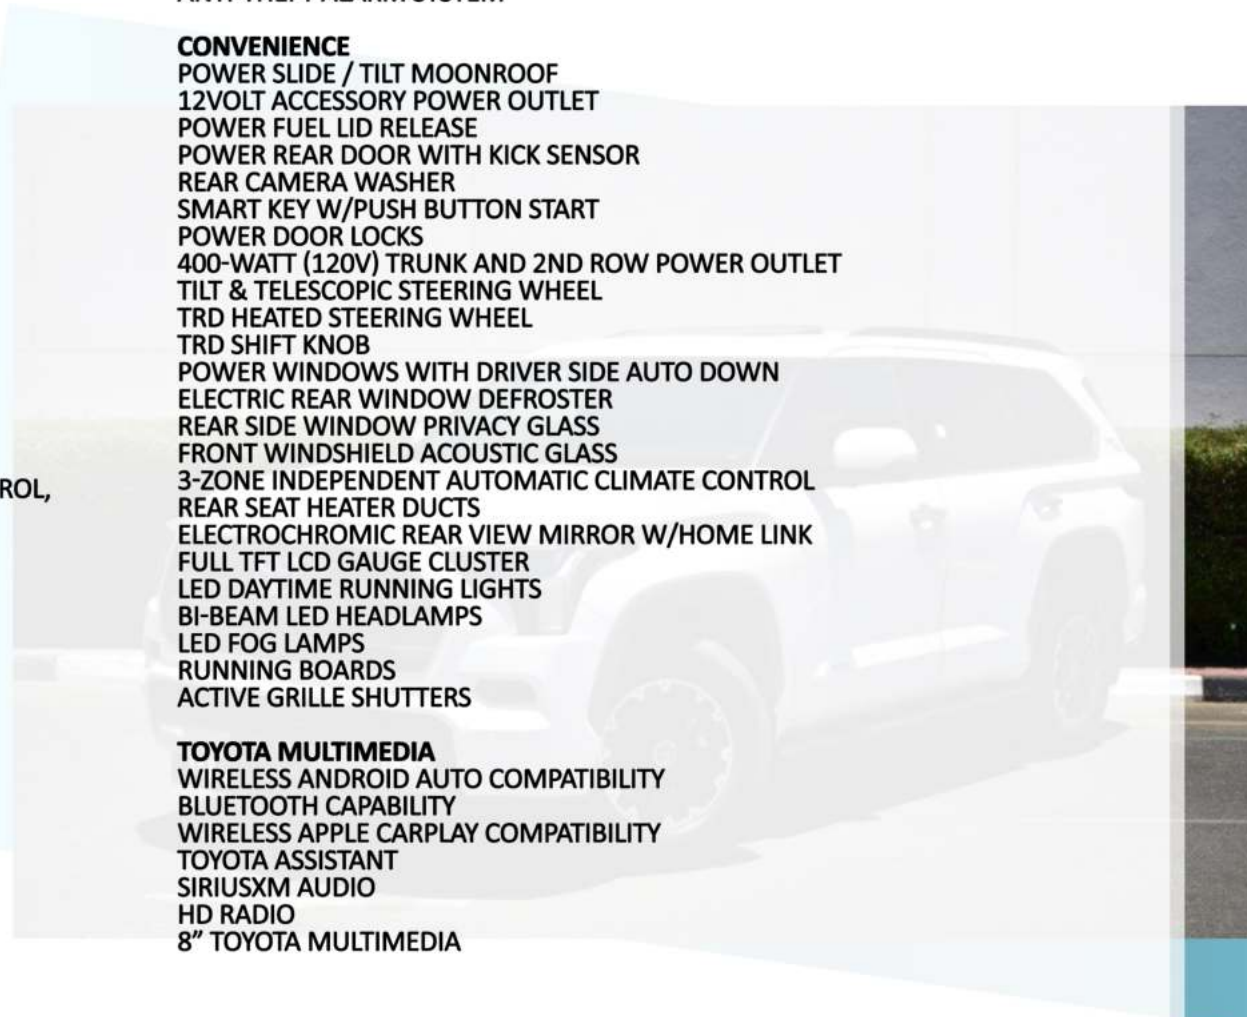 CONVENIENCE
POWER SLIDE / TILT MOONROOF
12VOLT ACCESSORY POWER OUTLET
POWER FUEL LID RELEASE
POWER REAR DOOR WITH KICK SENSOR
REAR CAMERA WASHER
SMART KEY W/PUSH BUTTON START
POWER DOOR LOCKS
400-WATT (120V) TRUNK AND 2ND ROW POWER OUTLET
TILT & TELESCOPIC STEERING WHEEL
TRD HEATED STEERING WHEEL
TRD SHIFT KNOB
POWER WINDOWS WITH DRIVER SIDE AUTO DOWN
ELECTRIC REAR WINDOW DEFROSTER
REAR SIDE WINDOW PRIVACY GLASS
FRONT WINDSHIELD ACOUSTIC GLASS
3-ZONE INDEPENDENT AUTOMATIC CLIMATE CONTROL
ROL,
REAR SEAT HEATER DUCTS
ELECTROCHROMIC REAR VIEW MIRROR W/HOME LINK
FULL TFT LCD GAUGE CLUSTER
LED DAYTIME RUNNING LIGHTS
BI-BEAM LED HEADLAMPS
LED FOG LAMPS
RUNNING BOARDS
ACTIVE GRILLE SHUTTERS
TOYOTA MULTIMEDIA
WIRELESS ANDROID AUTO COMPATIBILITY
BLUETOOTH CAPABILITY
WIRELESS APPLE CARPLAY COMPATIBILITY
TOYOTA ASSISTANT
SIRIUSXM AUDIO
HD RADIO
8” TOYOTA MULTIMEDIA